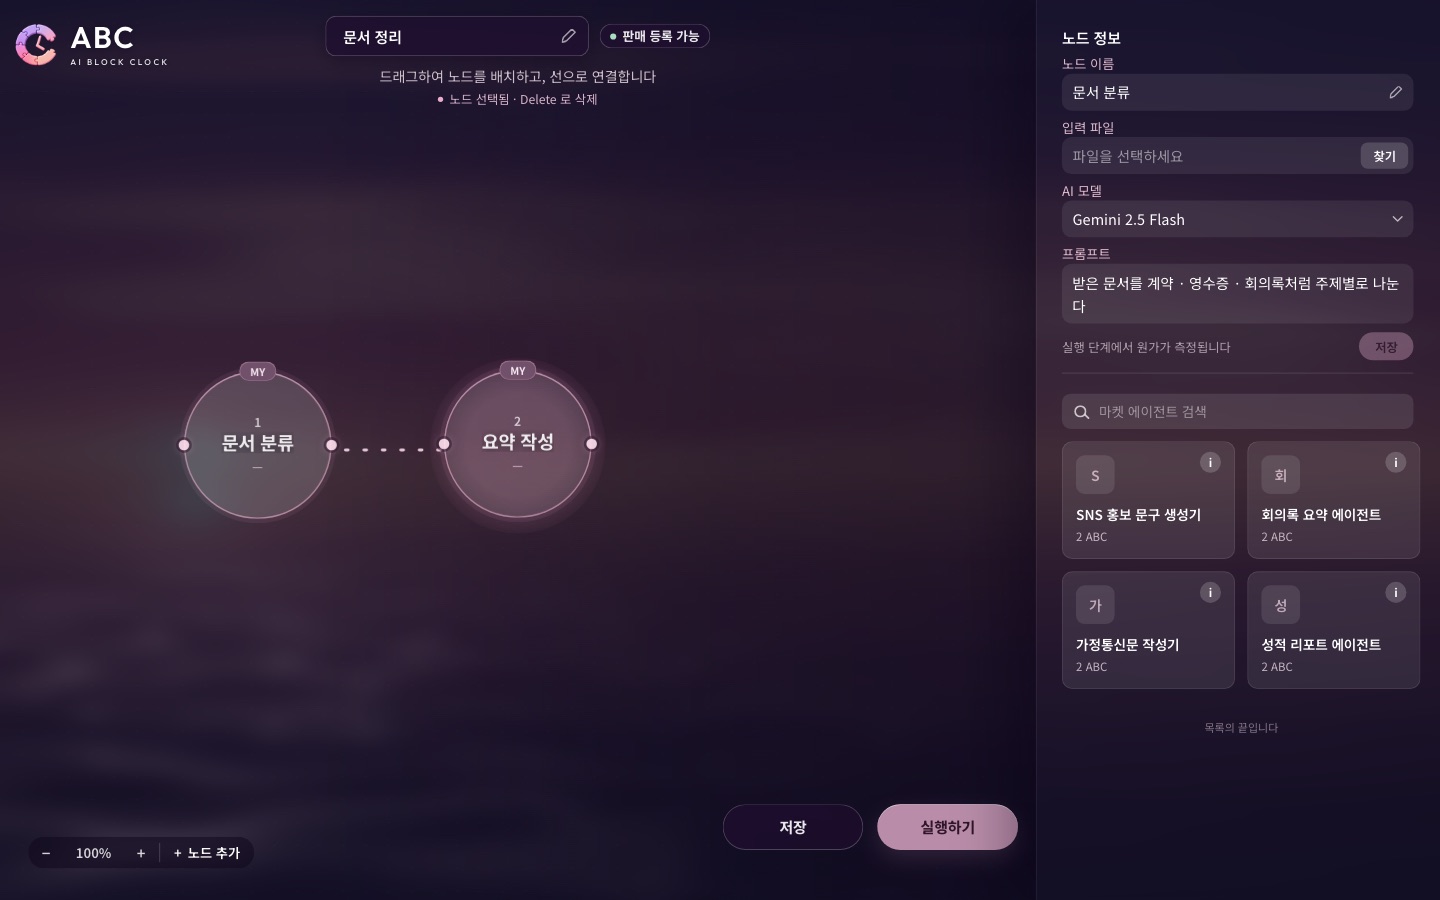 ABC
AI BLOCK CLOCK
문서 정리
판매 등록 가능
드래그하여 노드를 배치하고, 선으로 연결합니다
노드 선택됨 · Delete 로 삭제
MY
1
문서 분류
—
MY
2
요약 작성
—
저장
실행하기
− 100% + + 노드 추가
노드 정보
노드 이름
문서 분류
입력 파일
파일을 선택하세요
찾기
AI 모델
Gemini 2.5 Flash
프롬프트
받은 문서를 계약 · 영수증 · 회의록처럼 주제별로 나눈
다
실행 단계에서 원가가 측정됩니다
저장
마켓 에이전트 검색
S
i
SNS 홍보 문구 생성기
2 ABC
회
i
회의록 요약 에이전트
2 ABC
가
i
가정통신문 작성기
2 ABC
성
i
성적 리포트 에이전트
2 ABC
목록의 끝입니다